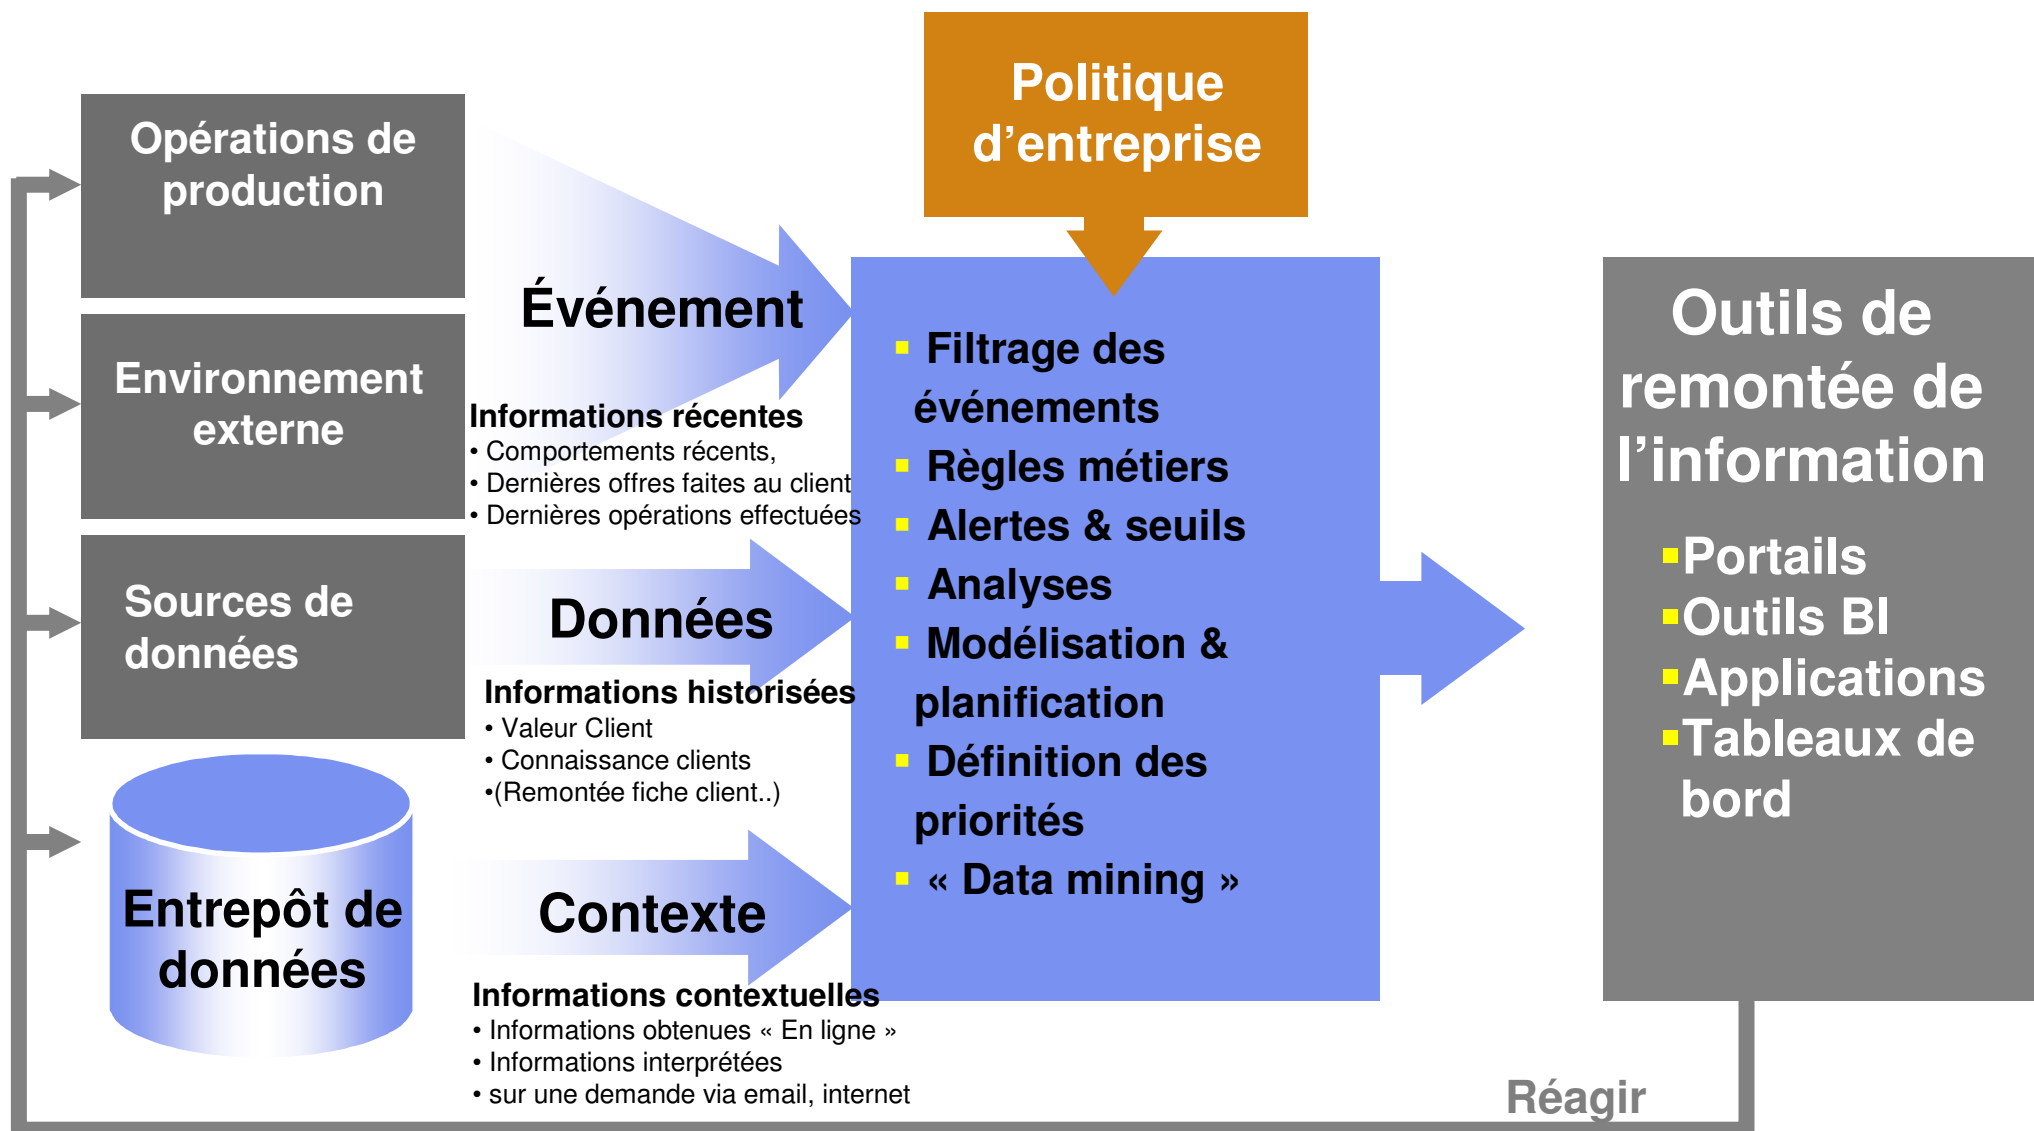 Politique
d’entreprise
Opérations de
production
Environnement
externe
Sources de
données
Entrepôt de
données
Événement
Informations récentes
• Comportements récents,
• Dernières offres faites au client
• Dernières opérations effectuées
Données
Informations historisées
• Valeur Client
• Connaissance clients
•(Remontée fiche client..)
Contexte
Informations contextuelles
• Informations obtenues « En ligne »
• Informations interprétées
• sur une demande via email, internet
▪ Filtrage des
événements
▪ Règles métiers
▪ Alertes & seuils
▪ Analyses
▪ Modélisation &
planification
▪ Définition des
priorités
▪ « Data mining »
Outils de
remontée de
l’information
▪Portails
▪Outils BI
▪Applications
▪Tableaux de
bord
Réagir